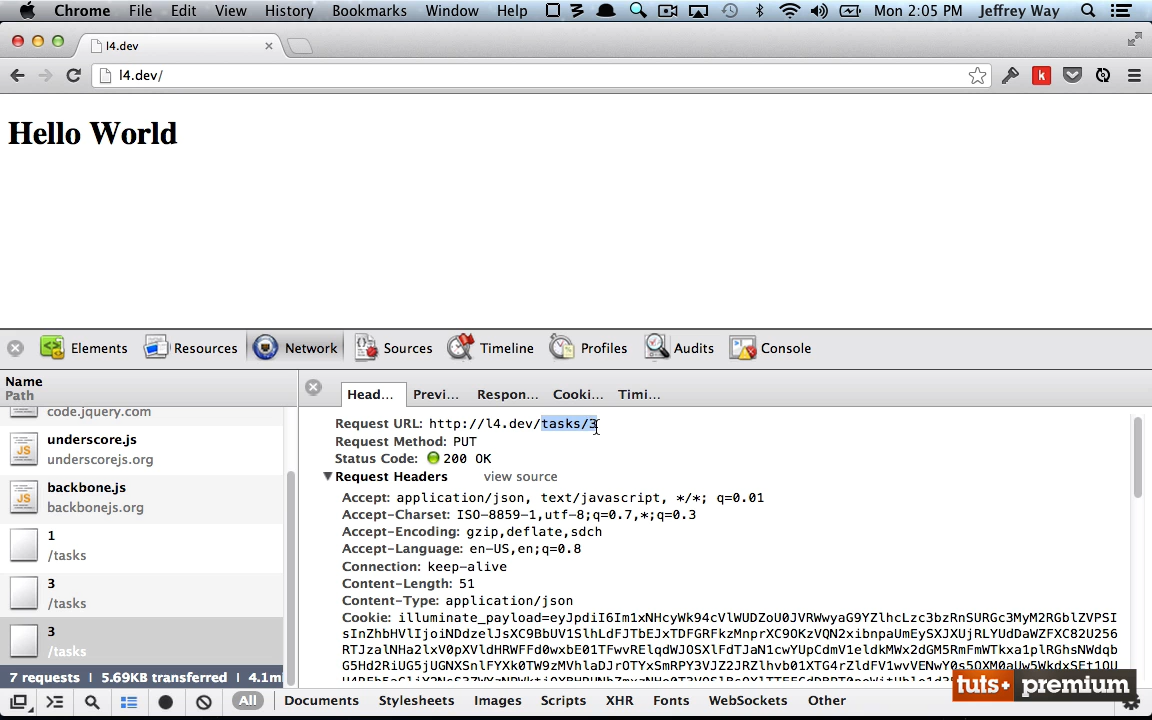 Chrome File Edit View History Bookmarks Window Help Mon 2:05 PM Jeffrey Way
l4.dev
l4.dev/
Hello World
Elements Resources Network Sources Timeline Profiles Audits Console
Name
Path
Head... Previ... Respon... Cooki... Timi...
code.jquery.com
underscore.js
underscorejs.org
backbone.js
backbonejs.org
1
/tasks
3
/tasks
3
/tasks
Request URL: http://l4.dev/tasks/3
Request Method: PUT
Status Code: 200 OK
Request Headers view source
Accept: application/json, text/javascript, */*; q=0.01
Accept-Charset: ISO-8859-1,utf-8;q=0.7,*;q=0.3
Accept-Encoding: gzip,deflate,sdch
Accept-Language: en-US,en;q=0.8
Connection: keep-alive
Content-Length: 51
Content-Type: application/json
Cookie:
7 requests | 5.69KB transferred | 4.1m
All Documents Stylesheets Images Scripts XHR Fonts WebSockets Other
tuts+ premium